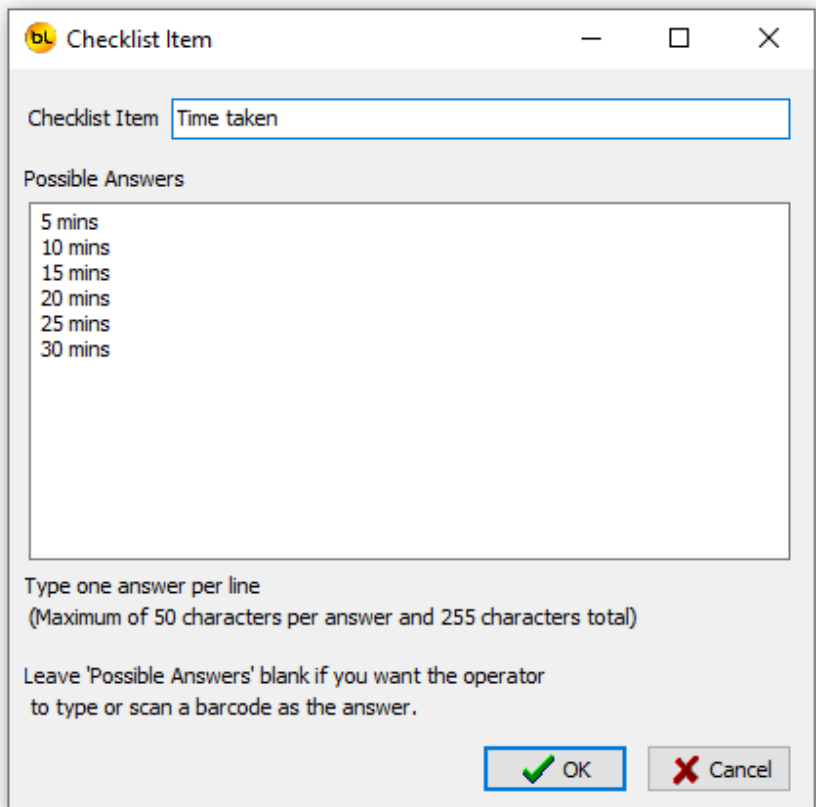 bL Checklist Item
Checklist Item Time taken
Possible Answers
5 mins
10 mins
15 mins
20 mins
25 mins
30 mins
Type one answer per line
(Maximum of 50 characters per answer and 255 characters total)
Leave 'Possible Answers' blank if you want the operator
to type or scan a barcode as the answer.
OK Cancel